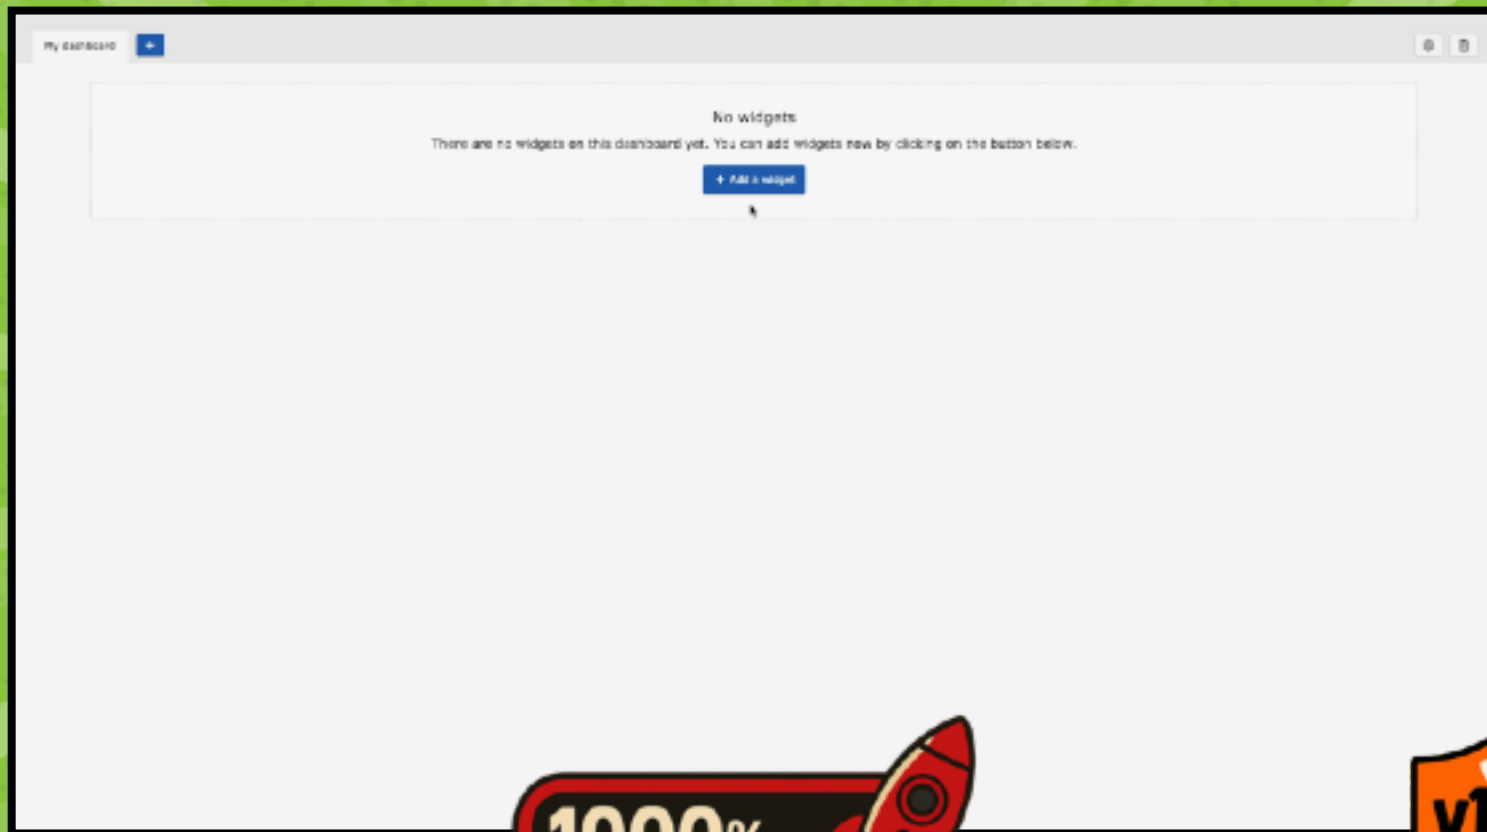 My dashboard
+
No widgets
There are no widgets on this dashboard yet. You can add widgets now by clicking on the button below.
+ Add a widget
1000%